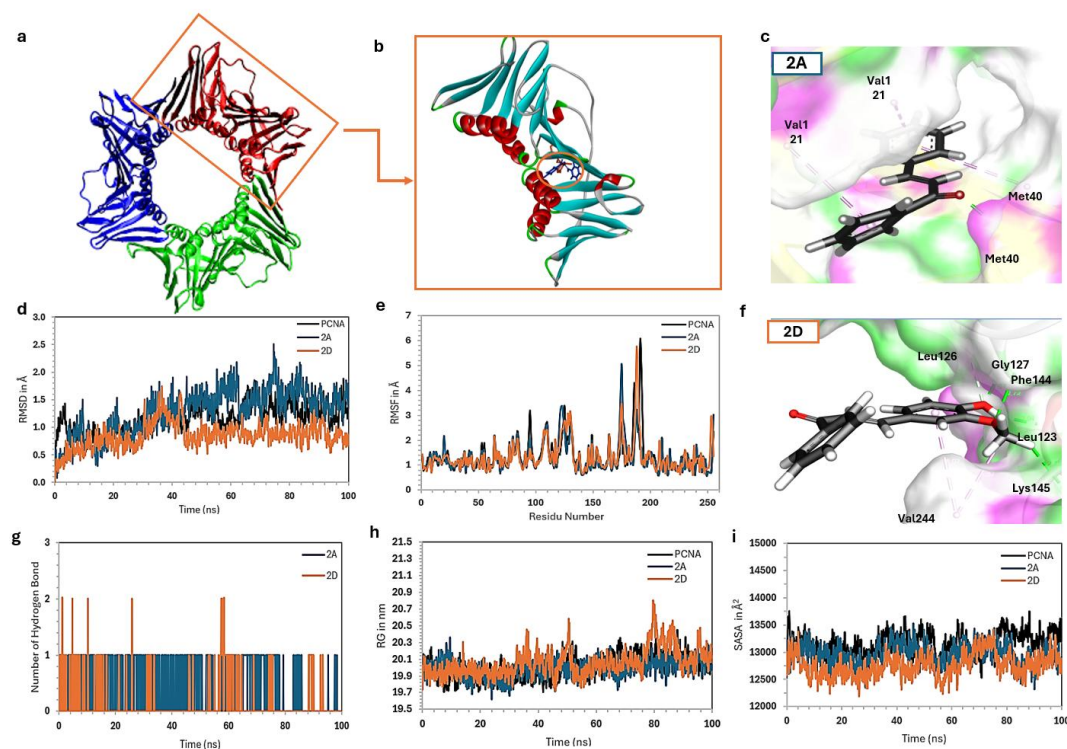 a
b
c
2A
Val1
21
Val1
21
Met40
Met40
d
3.0
2.5
2.0
1.5
1.0
0.5
0.0
RMSD in Å
0
20
40
60
80
100
Time (ns)
PCNA
2A
2D
e
7
6
5
4
3
2
1
0
RMSF in Å
0
50
100
150
200
250
Residu Number
PCNA
2A
2D
f
2D
Leu126
Gly127
Phe144
Leu123
Lys145
Val244
g
3
2
1
0
Number of Hydrogen Bond
0
20
40
60
80
100
Time (ns)
2A
2D
h
21.5
21.3
21.1
20.9
20.7
20.5
20.3
20.1
19.9
19.7
19.5
RG in nm
0
20
40
60
80
100
Time (ns)
PCNA
2A
2D
i
15000
14500
14000
13500
13000
12500
12000
SASA in Å²
0
20
40
60
80
100
Time (ns)
PCNA
2A
2D